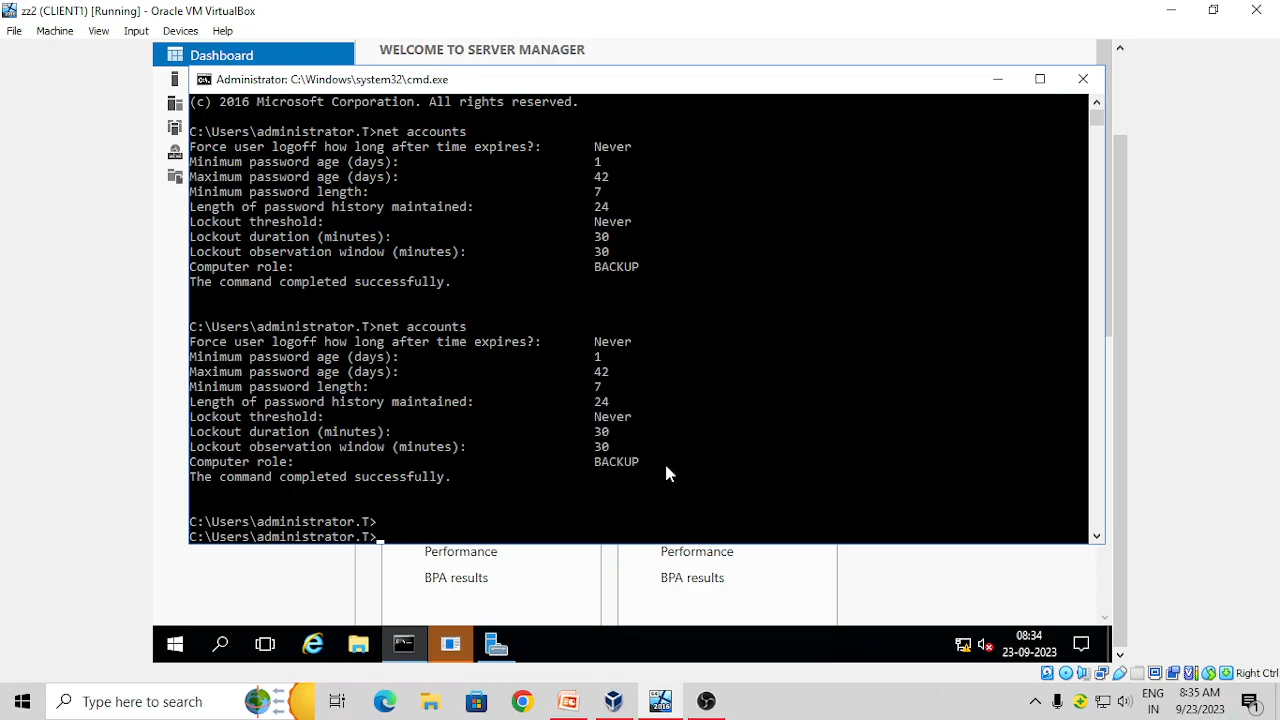 zz2 (CLIENT1) [Running] - Oracle VM VirtualBox
File Machine View Input Devices Help
Dashboard
WELCOME TO SERVER MANAGER
Administrator: C:\Windows\system32\cmd.exe
(c) 2016 Microsoft Corporation. All rights reserved.
C:\Users\administrator.T>net accounts
Force user logoff how long after time expires?: Never
Minimum password age (days): 1
Maximum password age (days): 42
Minimum password length: 7
Length of password history maintained: 24
Lockout threshold: Never
Lockout duration (minutes): 30
Lockout observation window (minutes): 30
Computer role: BACKUP
The command completed successfully.
C:\Users\administrator.T>net accounts
Force user logoff how long after time expires?: Never
Minimum password age (days): 1
Maximum password age (days): 42
Minimum password length: 7
Length of password history maintained: 24
Lockout threshold: Never
Lockout duration (minutes): 30
Lockout observation window (minutes): 30
Computer role: BACKUP
The command completed successfully.
C:\Users\administrator.T>
C:\Users\administrator.T>
Performance Performance
BPA results BPA results
08:34
23-09-2023
Right Ctrl
Type here to search
2016
ENG
IN
8:35 AM
9/23/2023
1